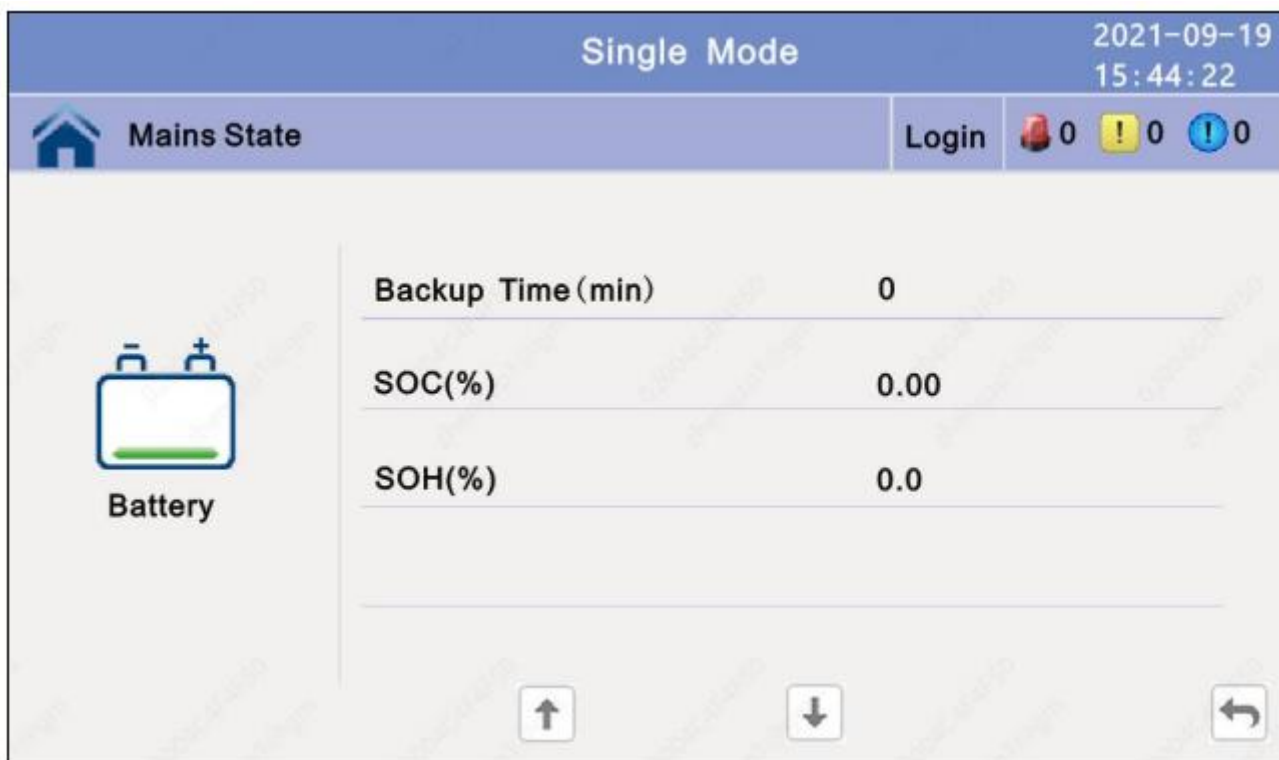 Single Mode
2021-09-19
15:44:22
Mains State
Login
0
! 0
! 0
Backup Time(min) 0
SOC(%) 0.00
SOH(%) 0.0
- +
Battery